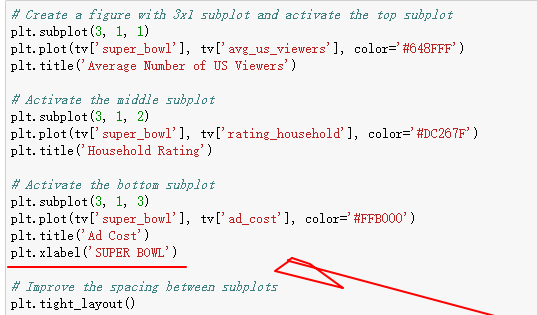 # Create a figure with 3x1 subplot and activate the top subplot
plt.subplot(3, 1, 1)
plt.plot(tv['super_bowl'], tv['avg_us_viewers'], color='#648FFF')
plt.title('Average Number of US Viewers')
# Activate the middle subplot
plt.subplot(3, 1, 2)
plt.plot(tv['super_bowl'], tv['rating_household'], color='#DC267F')
plt.title('Household Rating')
# Activate the bottom subplot
plt.subplot(3, 1, 3)
plt.plot(tv['super_bowl'], tv['ad_cost'], color='#FFB000')
plt.title('Ad Cost')
plt.xlabel('SUPER BOWL')
# Improve the spacing between subplots
plt.tight_layout()